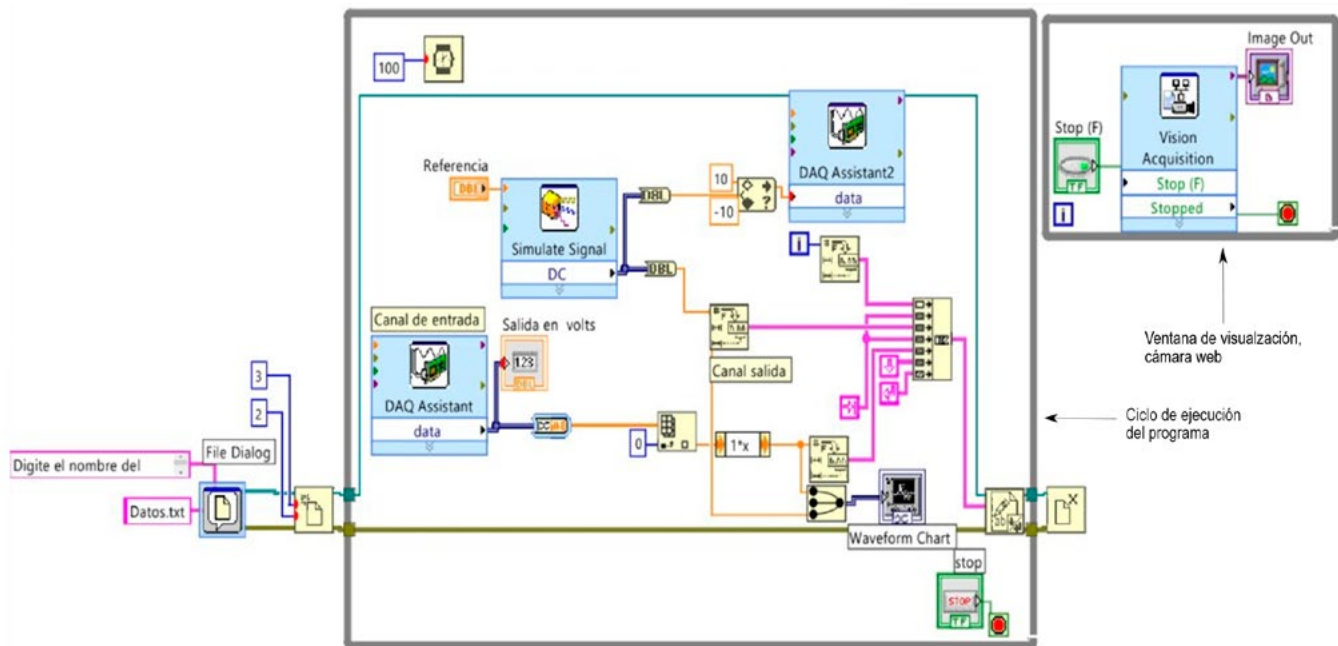 100
Referencia
DBL
Simulate Signal
DC
DBL
DBL
10
-10
DAQ Assistant2
data
i
Canal de entrada
DAQ Assistant
data
Salida en volts
123
DBL
0
1*x
Canal salida
3
2
File Dialog
Digite el nombre del
Datos.txt
Waveform Chart
stop
STOP
TF
Image Out
Stop (F)
TF
i
Vision
Acquisition
Stop (F)
Stopped
Ventana de visualzación,
cámara web
Ciclo de ejecución
del programa